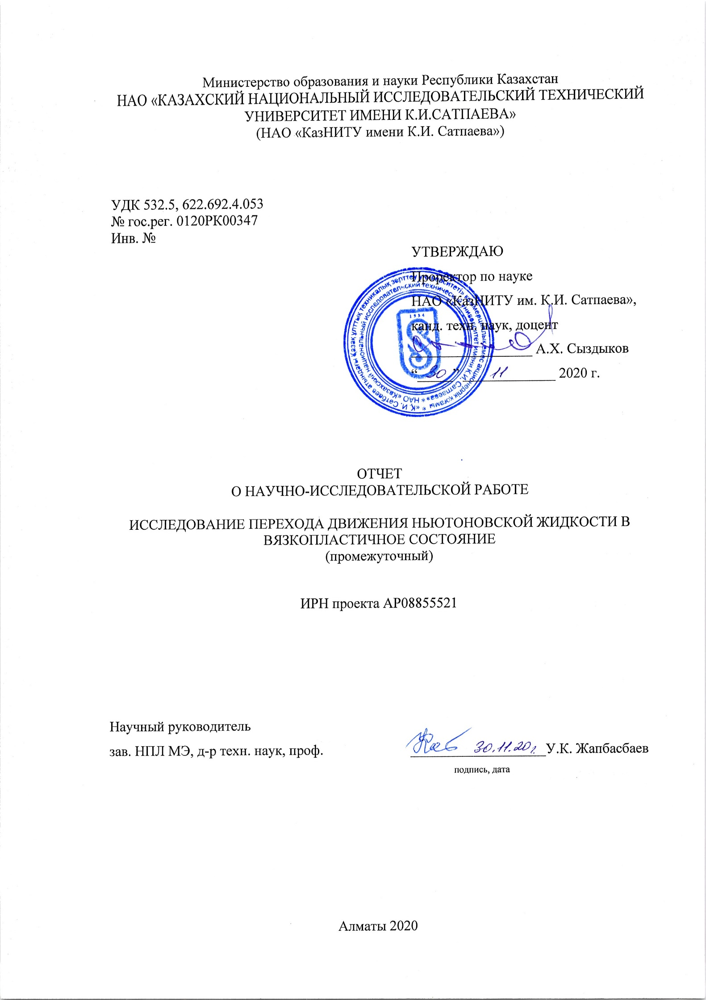 Министерство образования и науки Республики Казахстан
НАО «КАЗАХСКИЙ НАЦИОНАЛЬНЫЙ ИССЛЕДОВАТЕЛЬСКИЙ ТЕХНИЧЕСКИЙ
УНИВЕРСИТЕТ ИМЕНИ К.И.САТПАЕВА»
(НАО «КазНИТУ имени К.И. Сатпаева»)
УДК 532.5, 622.692.4.053
№ гос.рег. 0120РК00347
Инв. №
УТВЕРЖДАЮ
Проректор по науке
НАО «КазНИТУ им. К.И. Сатпаева»,
канд. техн. наук, доцент
А.Х. Сыздыков
“ 30 ” 11 2020 г.
«Қ. И. Сәтбаев атындағы Қазақ ұлттық техникалық зерттеу университеті» коммерциялық емес акционерлік қоғамы *
НАО «Казахский национальный исследовательский технический университет имени К.И. Сатпаева» *
1934
ОТЧЕТ
О НАУЧНО-ИССЛЕДОВАТЕЛЬСКОЙ РАБОТЕ
ИССЛЕДОВАНИЕ ПЕРЕХОДА ДВИЖЕНИЯ НЬЮТОНОВСКОЙ ЖИДКОСТИ В
ВЯЗКОПЛАСТИЧНОЕ СОСТОЯНИЕ
(промежуточный)
ИРН проекта АР08855521
Научный руководитель
зав. НПЛ МЭ, д-р техн. наук, проф. 30.11.20г. У.К. Жапбасбаев
подпись, дата
Алматы 2020